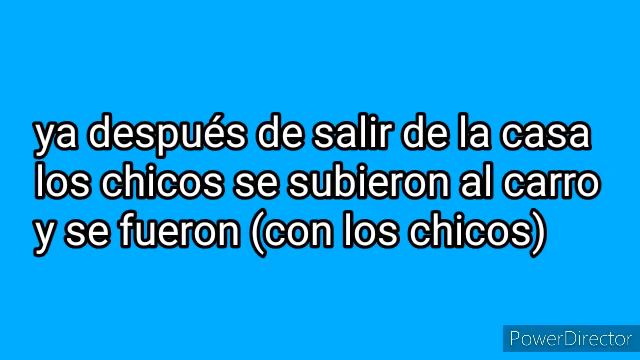 ya después de salir de la casa
los chicos se subieron al carro
y se fueron (con los chicos)
PowerDirector